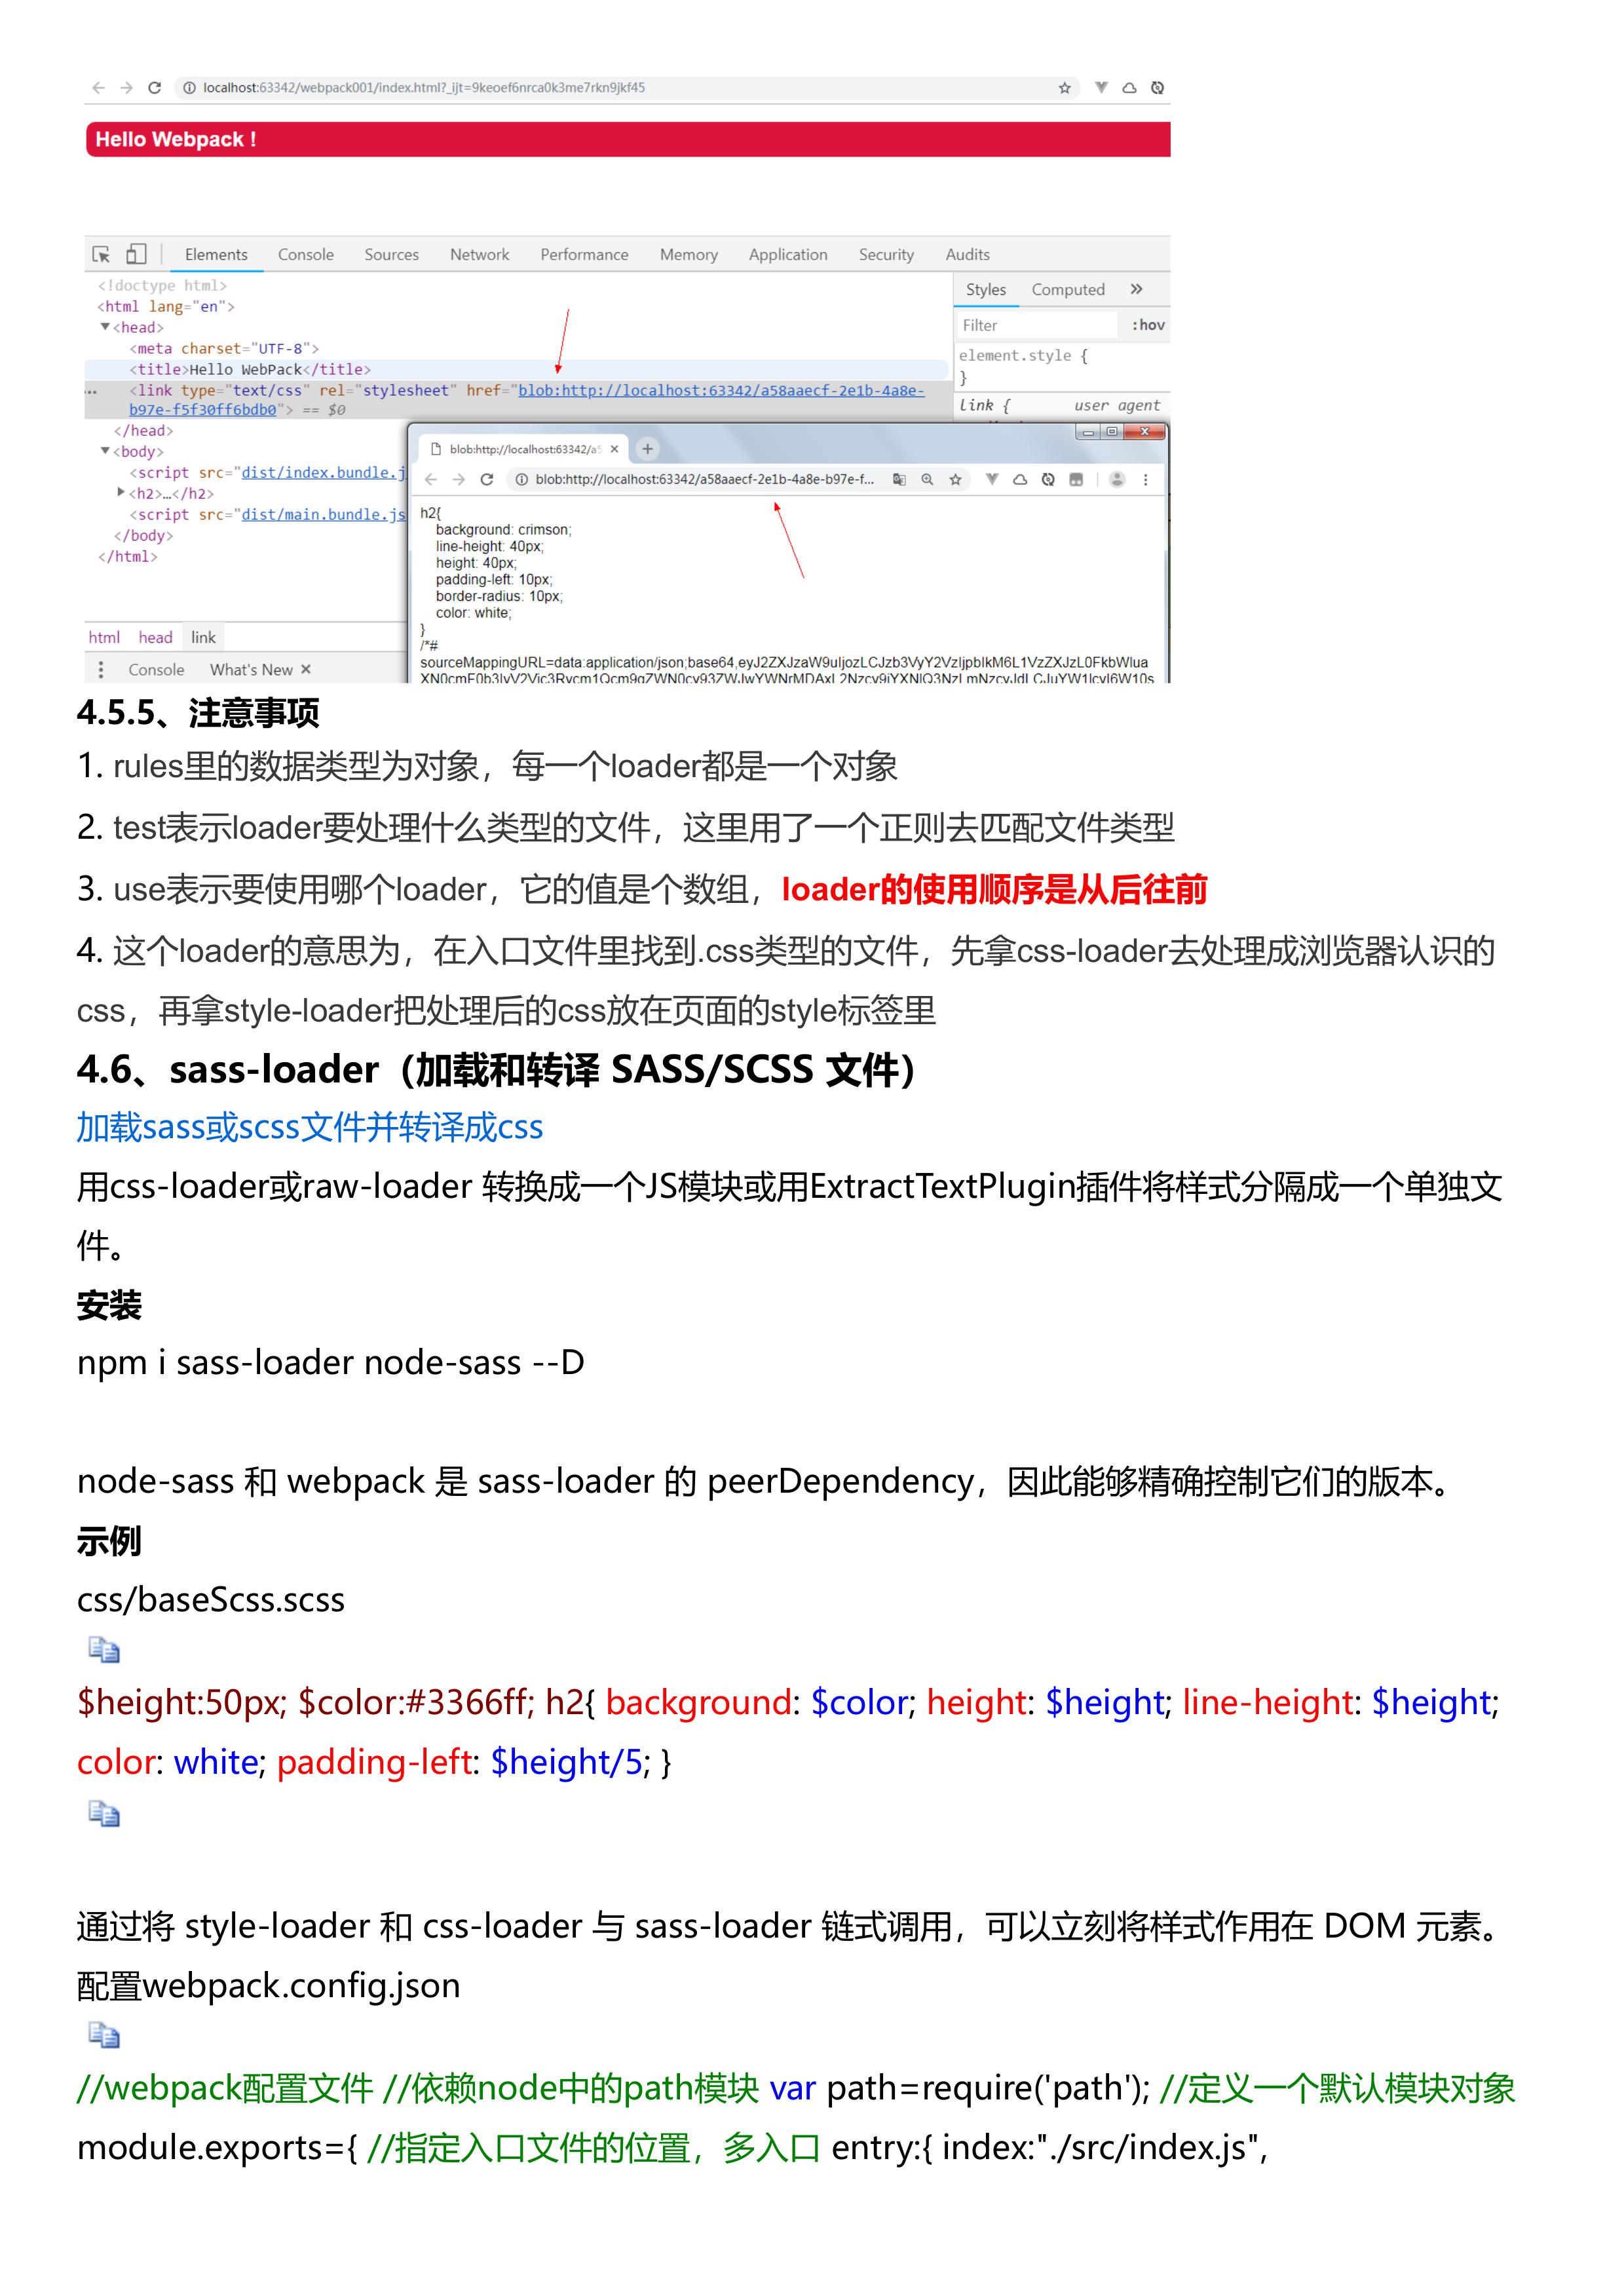 localhost:63342/webpack001/index.html?_ijt=9keoef6nrca0k3me7rkn9jkf45
Hello Webpack !
Elements Console Sources Network Performance Memory Application Security Audits
<!doctype html>
<html lang="en">
<head>
<meta charset="UTF-8">
<title>Hello WebPack</title>
<link type="text/css" rel="stylesheet" href="blob:http://localhost:63342/a58aaecf-2e1b-4a8e-
b97e-f5f30ff6bdb0"> == $0
</head>
<body>
<script src="dist/index.bundle.j
<h2>…</h2>
<script src="dist/main.bundle.js
</body>
</html>
html head link
Console What's New
Styles Computed
Filter :hov
element.style {
}
link { user agent
blob:http://localhost:63342/a5
blob:http://localhost:63342/a58aaecf-2e1b-4a8e-b97e-f...
h2{
background: crimson;
line-height: 40px;
height: 40px;
padding-left: 10px;
border-radius: 10px;
color: white;
}
/*#
4.5.5、注意事项
1. rules里的数据类型为对象，每一个loader都是一个对象
2. test表示loader要处理什么类型的文件，这里用了一个正则去匹配文件类型
3. use表示要使用哪个loader，它的值是个数组，loader的使用顺序是从后往前
4. 这个loader的意思为，在入口文件里找到.css类型的文件，先拿css-loader去处理成浏览器认识的
css，再拿style-loader把处理后的css放在页面的style标签里
4.6、sass-loader（加载和转译 SASS/SCSS 文件）
加载sass或scss文件并转译成css
用css-loader或raw-loader 转换成一个JS模块或用ExtractTextPlugin插件将样式分隔成一个单独文
件。
安装
npm i sass-loader node-sass --D
node-sass 和 webpack 是 sass-loader 的 peerDependency，因此能够精确控制它们的版本。
示例
css/baseScss.scss
$height:50px; $color:#3366ff; h2{ background: $color; height: $height; line-height: $height;
color: white; padding-left: $height/5; }
通过将 style-loader 和 css-loader 与 sass-loader 链式调用，可以立刻将样式作用在 DOM 元素。
配置webpack.config.json
//webpack配置文件 //依赖node中的path模块 var path=require('path'); //定义一个默认模块对象
module.exports={ //指定入口文件的位置，多入口 entry:{ index:"./src/index.js",